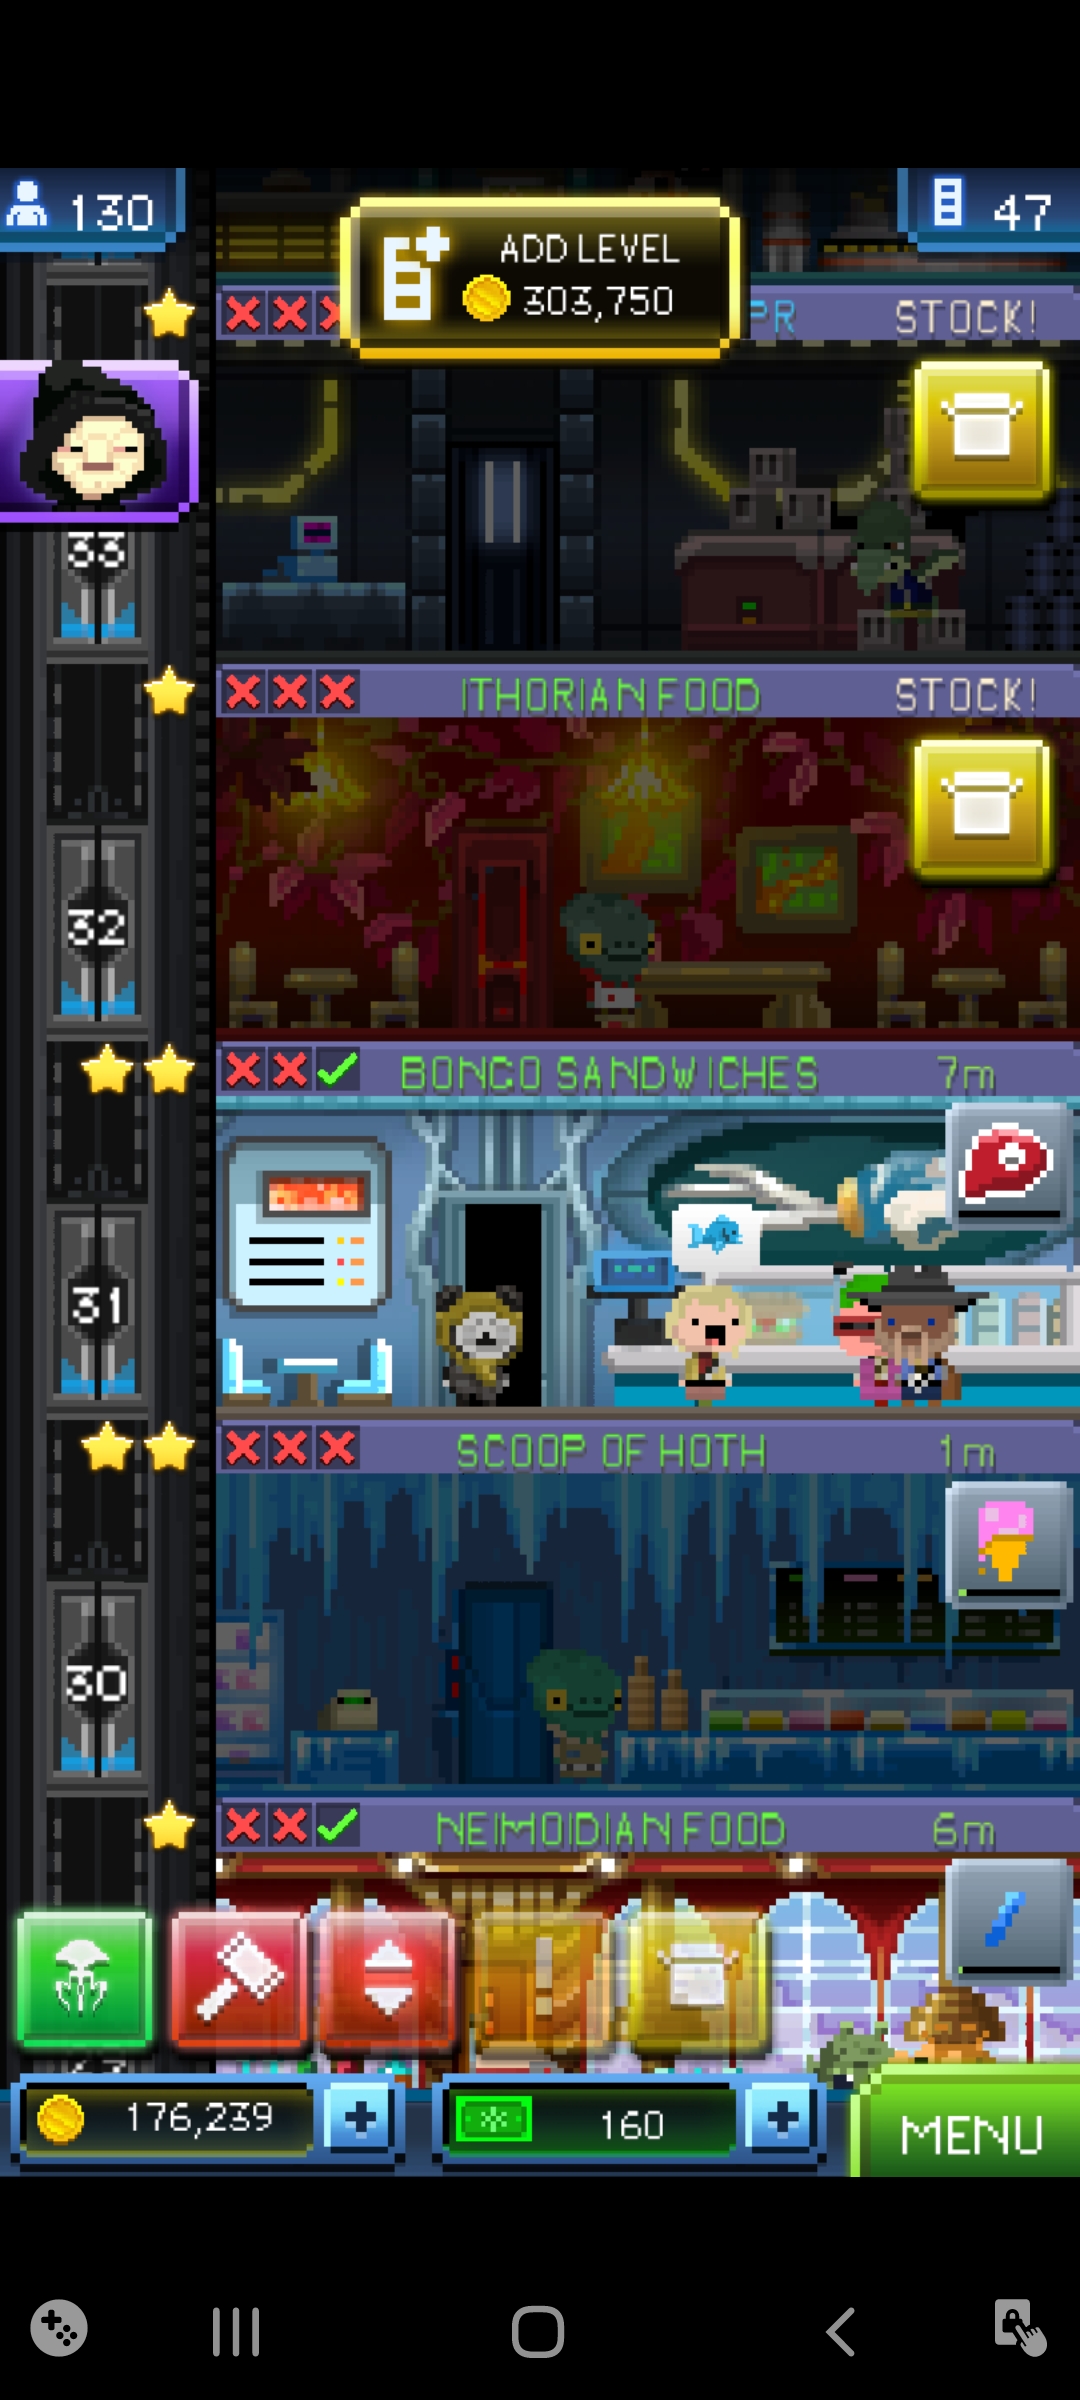 130
ADD LEVEL
303,750
47
PR
STOCK!
33
ITHORIAN FOOD
STOCK!
32
BONGO SANDWICHES
7m
31
SCOOP OF HOTH
1m
30
NEIMOIDIAN FOOD
6m
176,239
160
MENU